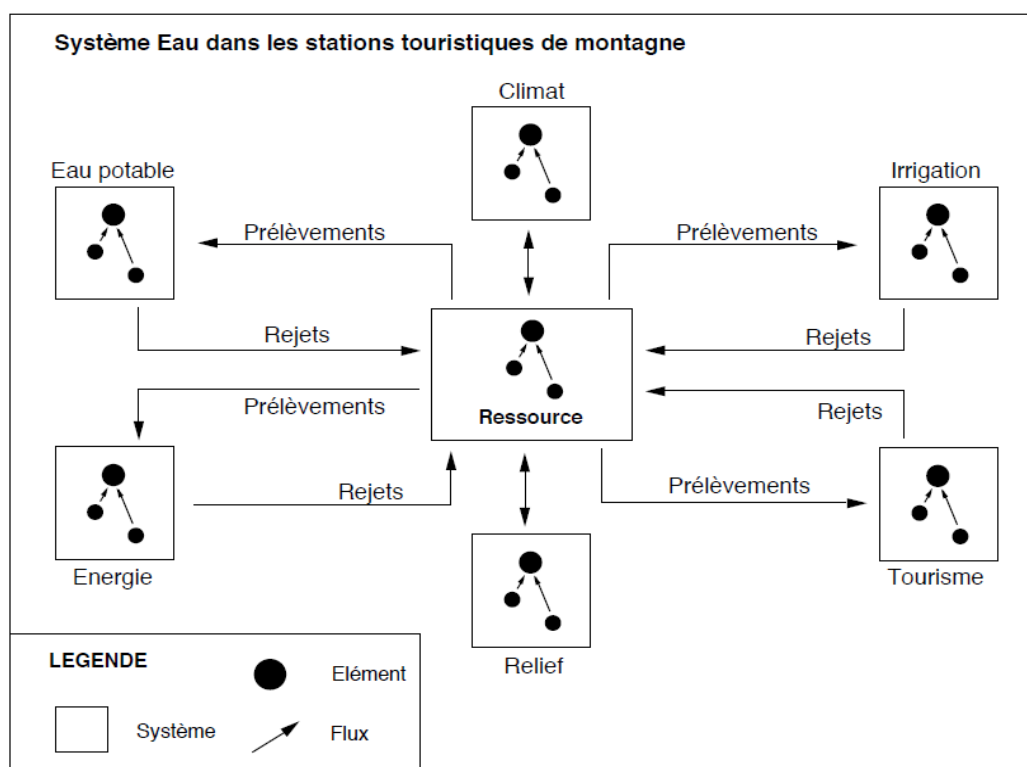 Système Eau dans les stations touristiques de montagne
Climat
Eau potable
Irrigation
Prélèvements
Prélèvements
Rejets
Rejets
Prélèvements
Ressource
Rejets
Rejets
Prélèvements
Energie
Tourisme
Relief
LEGENDE
Elément
Système
Flux